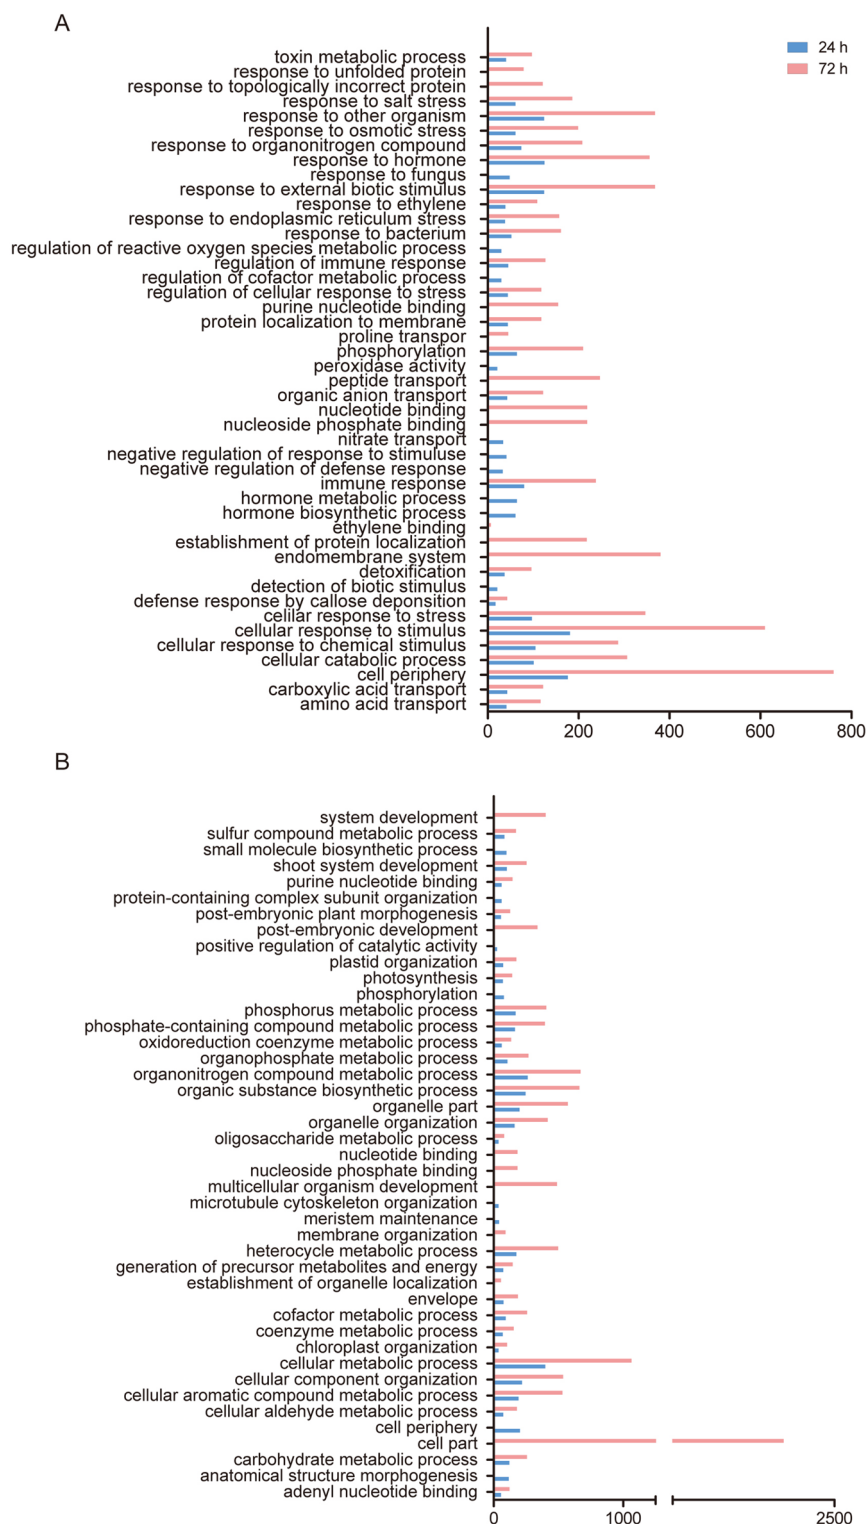 A
24 h
72 h
toxin metabolic process
response to unfolded protein
response to topologically incorrect protein
response to salt stress
response to other organism
response to osmotic stress
response to organonitrogen compound
response to hormone
response to fungus
response to external biotic stimulus
response to ethylene
response to endoplasmic reticulum stress
response to bacterium
regulation of reactive oxygen species metabolic process
regulation of immune response
regulation of cofactor metabolic process
regulation of cellular response to stress
purine nucleotide binding
protein localization to membrane
proline transpor
phosphorylation
peroxidase activity
peptide transport
organic anion transport
nucleotide binding
nucleoside phosphate binding
nitrate transport
negative regulation of response to stimuluse
negative regulation of defense response
immune response
hormone metabolic process
hormone biosynthetic process
ethylene binding
establishment of protein localization
endomembrane system
detoxification
detection of biotic stimulus
defense response by callose deponsition
celilar response to stress
cellular response to stimulus
cellular response to chemical stimulus
cellular catabolic process
cell periphery
carboxylic acid transport
amino acid transport
0 200 400 600 800
B
system development
sulfur compound metabolic process
small molecule biosynthetic process
shoot system development
purine nucleotide binding
protein-containing complex subunit organization
post-embryonic plant morphogenesis
post-embryonic development
positive regulation of catalytic activity
plastid organization
photosynthesis
phosphorylation
phosphorus metabolic process
phosphate-containing compound metabolic process
oxidoreduction coenzyme metabolic process
organophosphate metabolic process
organonitrogen compound metabolic process
organic substance biosynthetic process
organelle part
organelle organization
oligosaccharide metabolic process
nucleotide binding
nucleoside phosphate binding
multicellular organism development
microtubule cytoskeleton organization
meristem maintenance
membrane organization
heterocycle metabolic process
generation of precursor metabolites and energy
establishment of organelle localization
envelope
cofactor metabolic process
coenzyme metabolic process
chloroplast organization
cellular metabolic process
cellular component organization
cellular aromatic compound metabolic process
cellular aldehyde metabolic process
cell periphery
cell part
carbohydrate metabolic process
anatomical structure morphogenesis
adenyl nucleotide binding
0 1000 2500